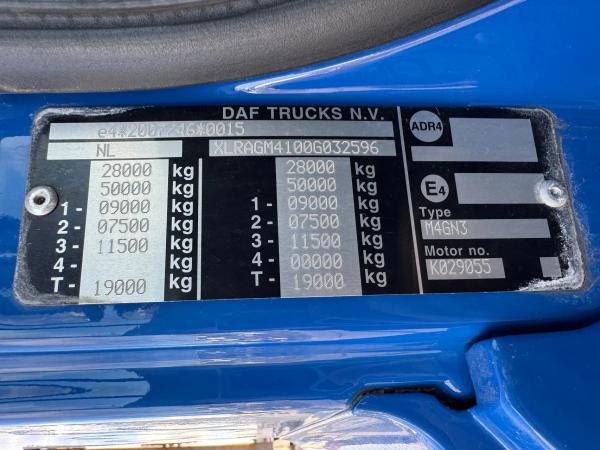 DAF TRUCKS N.V.
e4*2007/46*0015
NL XLRAGM4100G032596
28000 kg 28000 kg
50000 kg 50000 kg
1 - 09000 kg 1 - 09000 kg
2 - 07500 kg 2 - 07500 kg
3 - 11500 kg 3 - 11500 kg
4 - kg 4 - 00000 kg
T - 19000 kg T - 19000 kg
ADR4
E4
Type
M4GN3
Motor no.
K029055